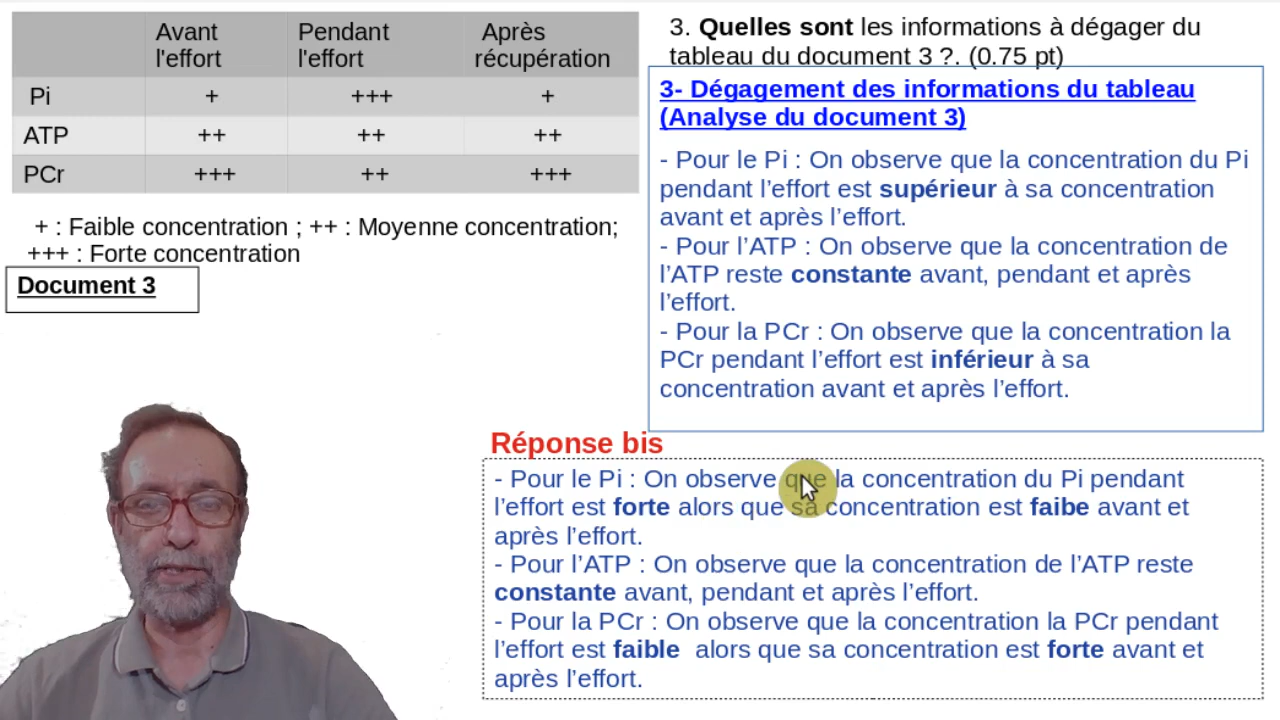 Avant l'effort Pendant l'effort Après récupération
Pi + +++ +
ATP ++ ++ ++
PCr +++ ++ +++
+ : Faible concentration ; ++ : Moyenne concentration;
+++ : Forte concentration
Document 3
3. Quelles sont les informations à dégager du
tableau du document 3 ?. (0.75 pt)
3- Dégagement des informations du tableau
(Analyse du document 3)
- Pour le Pi : On observe que la concentration du Pi
pendant l’effort est supérieur à sa concentration
avant et après l’effort.
- Pour l’ATP : On observe que la concentration de
l’ATP reste constante avant, pendant et après
l’effort.
- Pour la PCr : On observe que la concentration la
PCr pendant l’effort est inférieur à sa
concentration avant et après l’effort.
Réponse bis
- Pour le Pi : On observe que la concentration du Pi pendant
l’effort est forte alors que sa concentration est faibe avant et
après l’effort.
- Pour l’ATP : On observe que la concentration de l’ATP reste
constante avant, pendant et après l’effort.
- Pour la PCr : On observe que la concentration la PCr pendant
l’effort est faible alors que sa concentration est forte avant et
après l’effort.